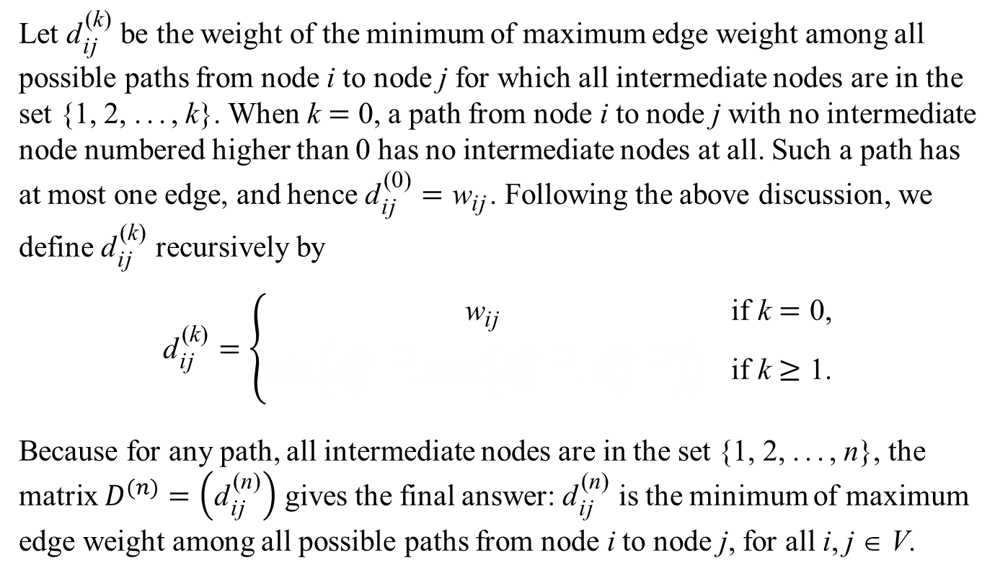 Let $d_{ij}^{(k)}$ be the weight of the minimum of maximum edge weight among all
possible paths from node $i$ to node $j$ for which all intermediate nodes are in the
set $\{1, 2, \ldots, k\}$. When $k = 0$, a path from node $i$ to node $j$ with no intermediate
node numbered higher than 0 has no intermediate nodes at all. Such a path has
at most one edge, and hence $d_{ij}^{(0)} = w_{ij}$. Following the above discussion, we
define $d_{ij}^{(k)}$ recursively by
$d_{ij}^{(k)} = \begin{cases} w_{ij} & \text{if } k = 0, \\ & \text{if } k \geq 1. \end{cases}$
Because for any path, all intermediate nodes are in the set $\{1, 2, \ldots, n\}$, the
matrix $D^{(n)} = \left(d_{ij}^{(n)}\right)$ gives the final answer: $d_{ij}^{(n)}$ is the minimum of maximum
edge weight among all possible paths from node $i$ to node $j$, for all $i, j \in V$.